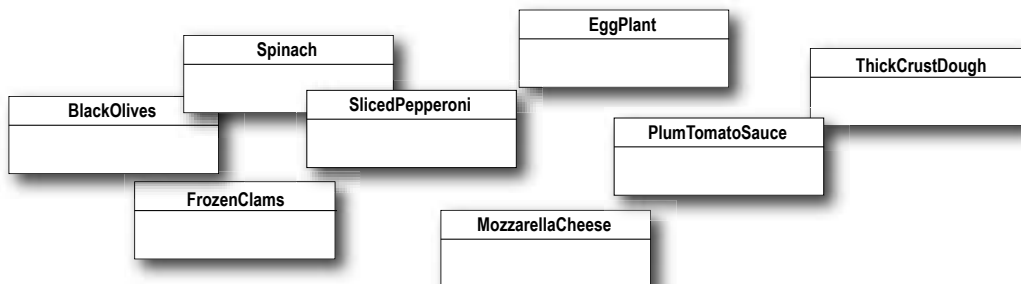 EggPlant
Spinach
ThickCrustDough
BlackOlives
SlicedPepperoni
PlumTomatoSauce
FrozenClams
MozzarellaCheese